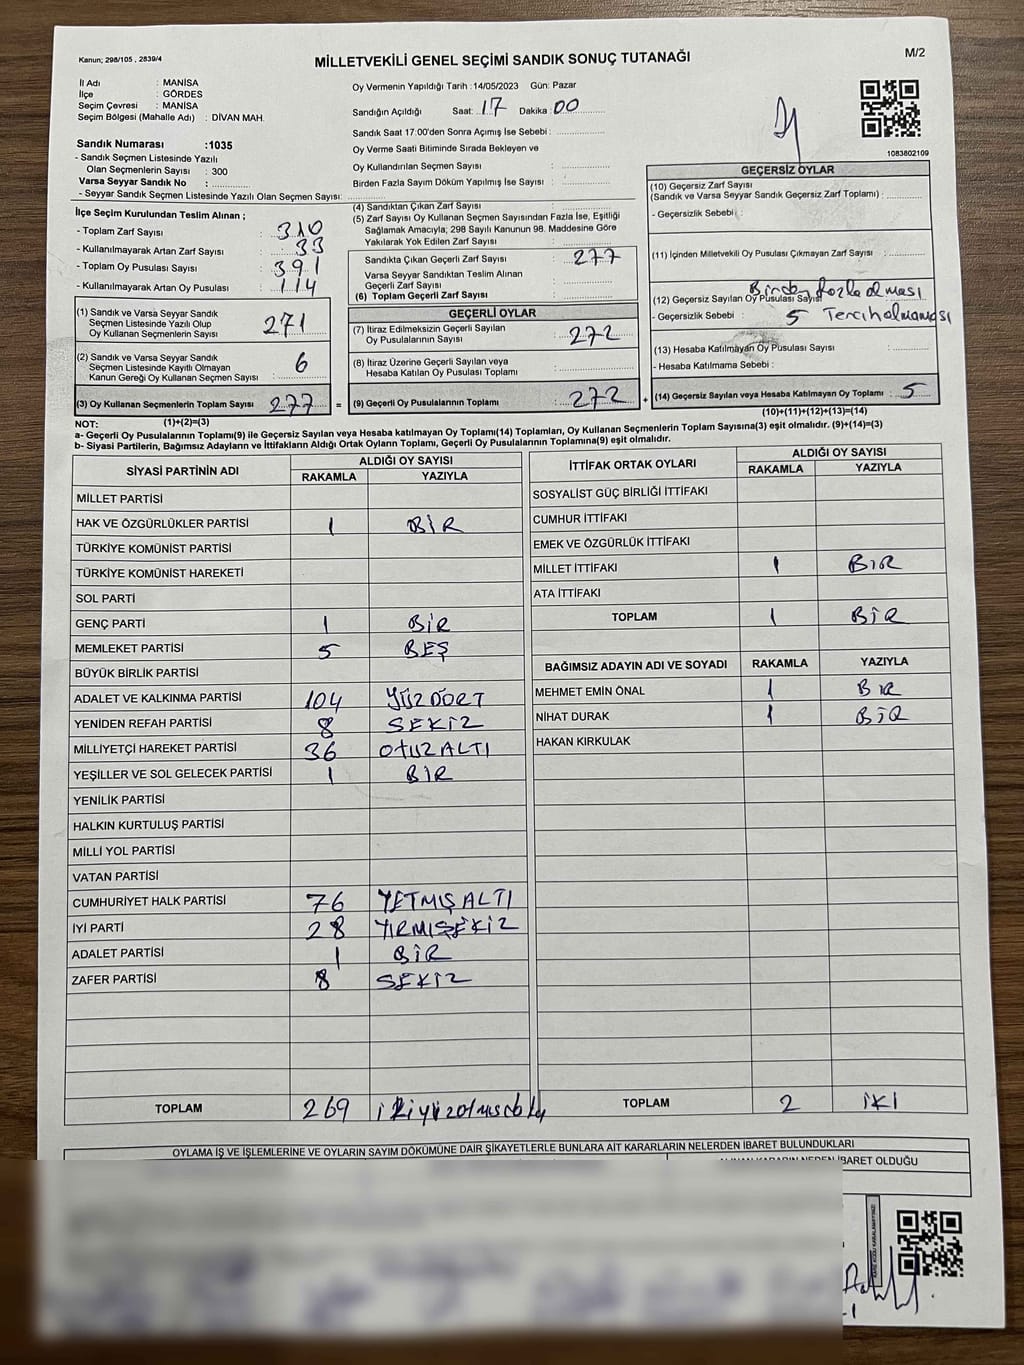 Kanun; 298/105 , 2839/4
MİLLETVEKİLİ GENEL SEÇİMİ SANDIK SONUÇ TUTANAĞI
M/2
İl Adı : MANİSA
İlçe : GÖRDES
Seçim Çevresi : MANİSA
Seçim Bölgesi (Mahalle Adı) : DİVAN MAH.
Sandık Numarası :1035
- Sandık Seçmen Listesinde Yazılı
Olan Seçmenlerin Sayısı : 300
Varsa Seyyar Sandık No :
- Seyyar Sandık Seçmen Listesinde Yazılı Olan Seçmen Sayısı:
Oy Vermenin Yapıldığı Tarih : 14/05/2023 Gün: Pazar
Sandığın Açıldığı Saat: 17 Dakika: 00
Sandık Saat 17:00'den Sonra Açımış İse Sebebi :
Oy Verme Saati Bitiminde Sırada Bekleyen ve
Oy Kullandırılan Seçmen Sayısı :
Birden Fazla Sayım Döküm Yapılmış İse Sayısı :
1083802109
İlçe Seçim Kurulundan Teslim Alınan ;
- Toplam Zarf Sayısı : 310
- Kullanılmayarak Artan Zarf Sayısı : 33
- Toplam Oy Pusulası Sayısı : 391
- Kullanılmayarak Artan Oy Pusulası : 114
(1) Sandık ve Varsa Seyyar Sandık
Seçmen Listesinde Yazılı Olup
Oy Kullanan Seçmenlerin Sayısı : 271
(2) Sandık ve Varsa Seyyar Sandık
Seçmen Listesinde Kayıtlı Olmayan
Kanun Gereği Oy Kullanan Seçmen Sayısı : 6
(3) Oy Kullanan Seçmenlerin Toplam Sayısı : 277
(4) Sandıktan Çıkan Zarf Sayısı :
(5) Zarf Sayısı Oy Kullanan Seçmen Sayısından Fazla İse, Eşitliği
Sağlamak Amacıyla; 298 Sayılı Kanunun 98. Maddesine Göre
Yakılarak Yok Edilen Zarf Sayısı :
Sandıkta Çıkan Geçerli Zarf Sayısı : 277
Varsa Seyyar Sandıktan Teslim Alınan
Geçerli Zarf Sayısı :
(6) Toplam Geçerli Zarf Sayısı :
GEÇERLİ OYLAR
(7) İtiraz Edilmeksizin Geçerli Sayılan
Oy Pusulalarının Sayısı : 272
(8) İtiraz Üzerine Geçerli Sayılan veya
Hesaba Katılan Oy Pusulası Toplamı :
= (9) Geçerli Oy Pusulalarının Toplamı : 272
GEÇERSİZ OYLAR
(10) Geçersiz Zarf Sayısı
(Sandık ve Varsa Seyyar Sandık Geçersiz Zarf Toplamı) :
- Geçersizlik Sebebi :
(11) İçinden Milletvekili Oy Pusulası Çıkmayan Zarf Sayısı :
(12) Geçersiz Sayılan Oy Pusulası Sayısı Birden fazla olması
- Geçersizlik Sebebi : 5 Tercih olmaması
(13) Hesaba Katılmayan Oy Pusulası Sayısı :
- Hesaba Katılmama Sebebi :
+ (14) Geçersiz Sayılan veya Hesaba Katılmayan Oy Toplamı : 5
NOT: (1)+(2)=(3) (10)+(11)+(12)+(13)=(14)
a- Geçerli Oy Pusulalarının Toplamı(9) ile Geçersiz Sayılan veya Hesaba katılmayan Oy Toplamı(14) Toplamları, Oy Kullanan Seçmenlerin Toplam Sayısına(3) eşit olmalıdır. (9)+(14)=(3)
b- Siyasi Partilerin, Bağımsız Adayların ve İttifakların Aldığı Ortak Oyların Toplamı, Geçerli Oy Pusulalarının Toplamına(9) eşit olmalıdır.
SİYASİ PARTİNİN ADI ALDIĞI OY SAYISI
RAKAMLA YAZIYLA
MİLLET PARTİSİ
HAK VE ÖZGÜRLÜKLER PARTİSİ 1 BİR
TÜRKİYE KOMÜNİST PARTİSİ
TÜRKİYE KOMÜNİST HAREKETİ
SOL PARTİ
GENÇ PARTİ 1 BİR
MEMLEKET PARTİSİ 5 BEŞ
BÜYÜK BİRLİK PARTİSİ
ADALET VE KALKINMA PARTİSİ 104 YÜZDÖRT
YENİDEN REFAH PARTİSİ 8 SEKİZ
MİLLİYETÇİ HAREKET PARTİSİ 36 OTUZALTI
YEŞİLLER VE SOL GELECEK PARTİSİ 1 BİR
YENİLİK PARTİSİ
HALKIN KURTULUŞ PARTİSİ
MİLLİ YOL PARTİSİ
VATAN PARTİSİ
CUMHURİYET HALK PARTİSİ 76 YETMİŞALTI
İYİ PARTİ 28 YİRMİSEKİZ
ADALET PARTİSİ 1 BİR
ZAFER PARTİSİ 8 SEKİZ
TOPLAM 269
İTTİFAK ORTAK OYLARI ALDIĞI OY SAYISI
RAKAMLA YAZIYLA
SOSYALİST GÜÇ BİRLİĞİ İTTİFAKI
CUMHUR İTTİFAKI
EMEK VE ÖZGÜRLÜK İTTİFAKI
MİLLET İTTİFAKI 1 BİR
ATA İTTİFAKI
TOPLAM 1 BİR
BAĞIMSIZ ADAYIN ADI VE SOYADI RAKAMLA YAZIYLA
MEHMET EMİN ÖNAL 1 BİR
NİHAT DURAK 1 BİR
HAKAN KIRKULAK
TOPLAM 2 İKİ
OYLAMA İŞ VE İŞLEMLERİNE VE OYLARIN SAYIM DÖKÜMÜNE DAİR ŞİKAYETLERLE BUNLARA AİT KARARLARIN NELERDEN İBARET BULUNDUKLARI
ALINAN KARARIN NEDEN İBARET OLDUĞU